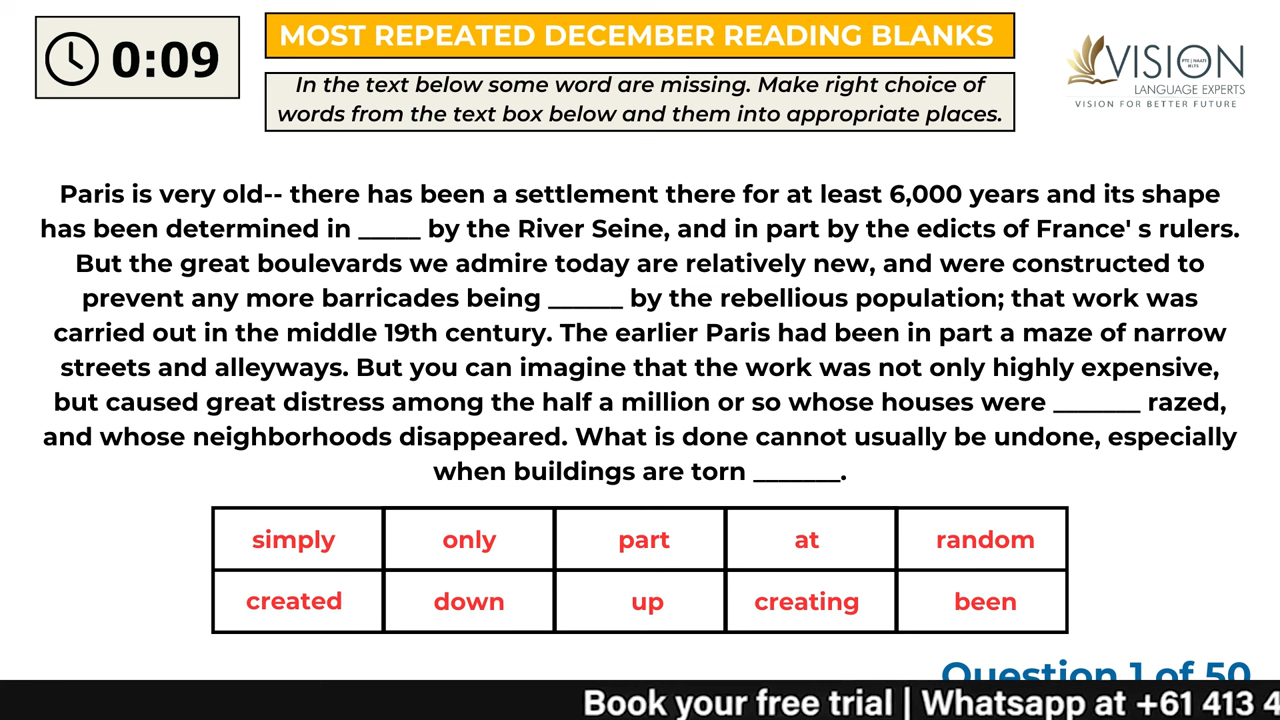 0:09
MOST REPEATED DECEMBER READING BLANKS
In the text below some word are missing. Make right choice of
words from the text box below and them into appropriate places.
VISION
PTE | NAATI
IELTS
LANGUAGE EXPERTS
VISION FOR BETTER FUTURE
Paris is very old-- there has been a settlement there for at least 6,000 years and its shape
has been determined in _____ by the River Seine, and in part by the edicts of France' s rulers.
But the great boulevards we admire today are relatively new, and were constructed to
prevent any more barricades being ______ by the rebellious population; that work was
carried out in the middle 19th century. The earlier Paris had been in part a maze of narrow
streets and alleyways. But you can imagine that the work was not only highly expensive,
but caused great distress among the half a million or so whose houses were _______ razed,
and whose neighborhoods disappeared. What is done cannot usually be undone, especially
when buildings are torn _______.
simply only part at random
created down up creating been
Question 1 of 50
Book your free trial | Whatsapp at +61 413 4